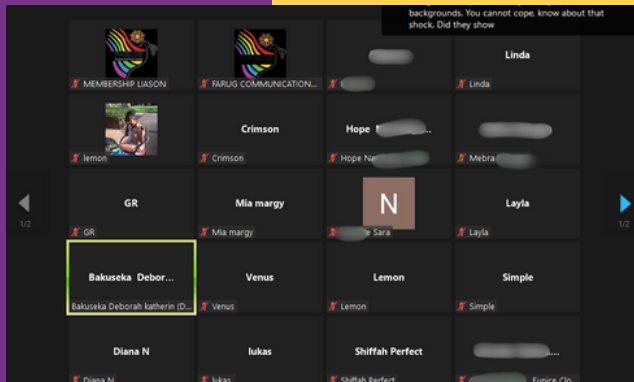 backgrounds. You cannot cope, know about that
shock. Did they show
MEMBERSHIP LIASON
FARUG COMMUNICATION...
Linda
Linda
lemon
Crimson
Crimson
Hope
Hope Na
Mebra
GR
GR
Mia margy
Mia margy
N
Sara
Layla
Layla
1/2
1/2
Bakuseka Debor...
Bakuseka Deborah katherin (D...
Venus
Venus
Lemon
Lemon
Simple
Simple
Diana N
Diana N
lukas
lukas
Shiffah Perfect
Shiffah Perfect
Eunice Clo...